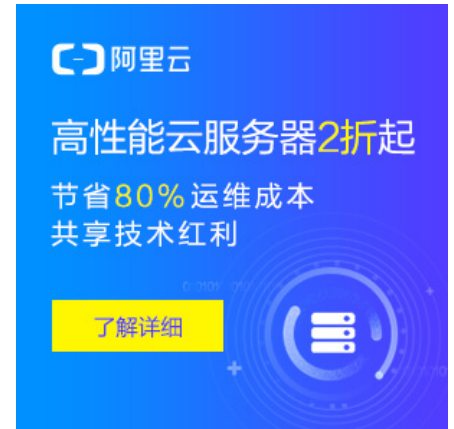 阿里云
高性能云服务器2折起
节省80%运维成本
共享技术红利
了解详细